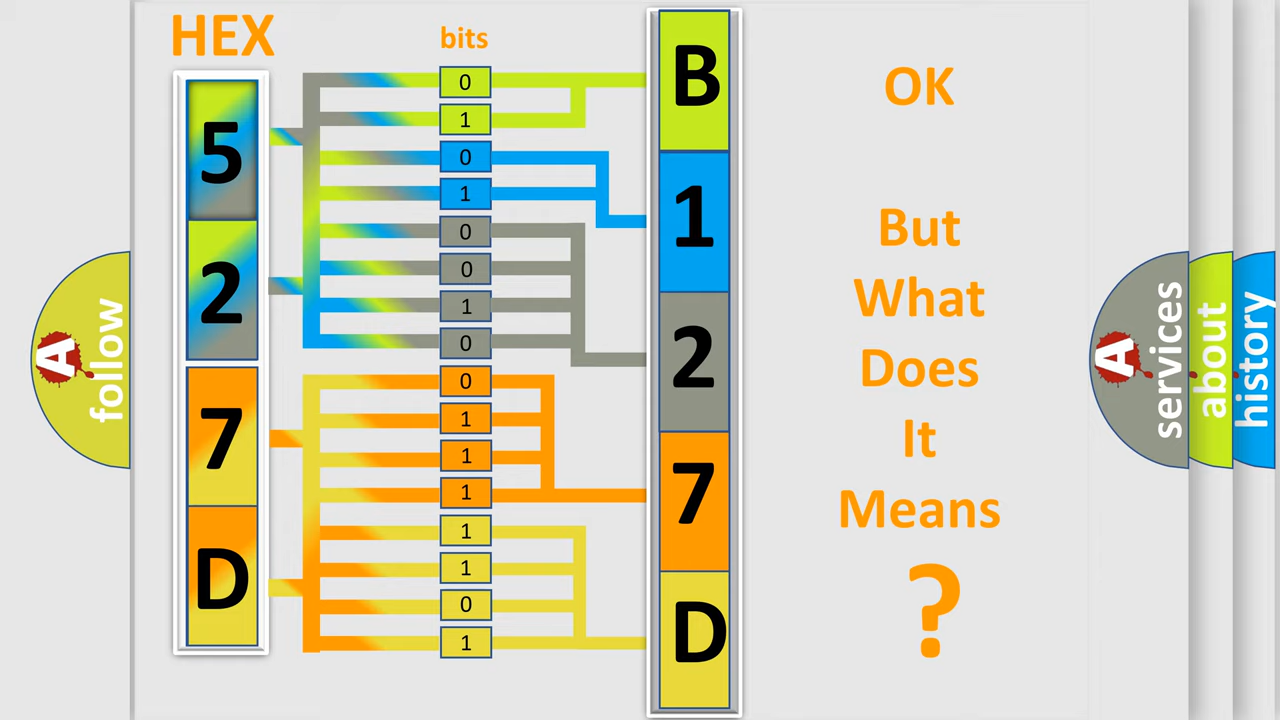 HEX
bits
5
2
7
D
0
1
0
1
0
0
1
0
0
1
1
1
1
1
0
1
B
1
2
7
D
OK
But
What
Does
It
Means
?
A
follow
A
services
about
history